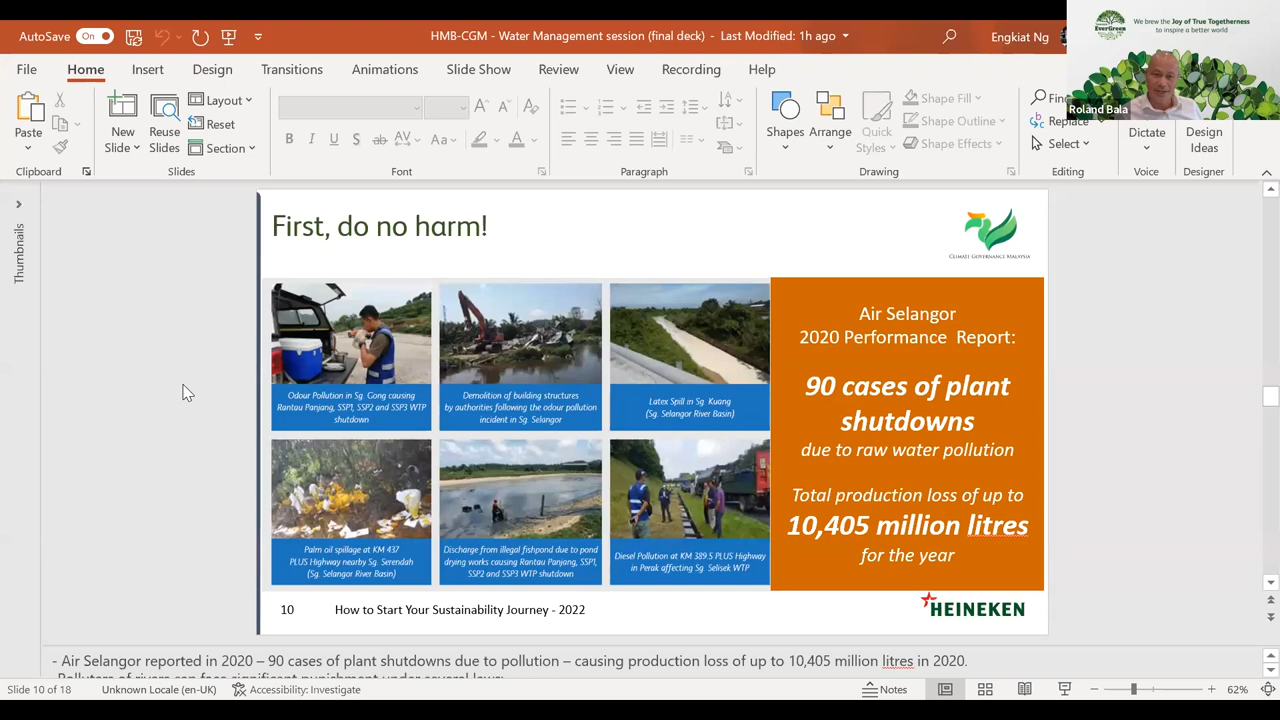 AutoSave On
HMB-CGM - Water Management session (final deck) - Last Modified: 1h ago
Engkiat Ng
EverGreen
We brew the Joy of True Togetherness
to inspire a better world
Roland Bala
File Home Insert Design Transitions Animations Slide Show Review View Recording Help
Paste
New
Slide
Reuse
Slides
Layout
Reset
Section
B I U S ab AV Aa A
Shapes
Arrange
Quick
Styles
Shape Fill
Shape Outline
Shape Effects
Replace
Select
Dictate
Design
Ideas
Clipboard Slides Font Paragraph Drawing Editing Voice Designer
Thumbnails
First, do no harm!
CLIMATE GOVERNANCE MALAYSIA
Odour Pollution in Sg. Gong causing
Rantau Panjang, SSP1, SSP2 and SSP3 WTP
shutdown
Demolition of building structures
by authorities following the odour pollution
incident in Sg. Selangor
Latex Spill in Sg. Kuang
(Sg. Selangor River Basin)
Palm oil spillage at KM 437
PLUS Highway nearby Sg. Serendah
(Sg. Selangor River Basin)
Discharge from illegal fishpond due to pond
drying works causing Rantau Panjang, SSP1,
SSP2 and SSP3 WTP shutdown
Diesel Pollution at KM 389.5 PLUS Highway
in Perak affecting Sg. Selisek WTP
Air Selangor
2020 Performance Report:
90 cases of plant
shutdowns
due to raw water pollution
Total production loss of up to
10,405 million litres
for the year
10 How to Start Your Sustainability Journey - 2022
HEINEKEN
- Air Selangor reported in 2020 – 90 cases of plant shutdowns due to pollution – causing production loss of up to 10,405 million litres in 2020.
Slide 10 of 18 Unknown Locale (en-UK) Accessibility: Investigate
Notes
62%